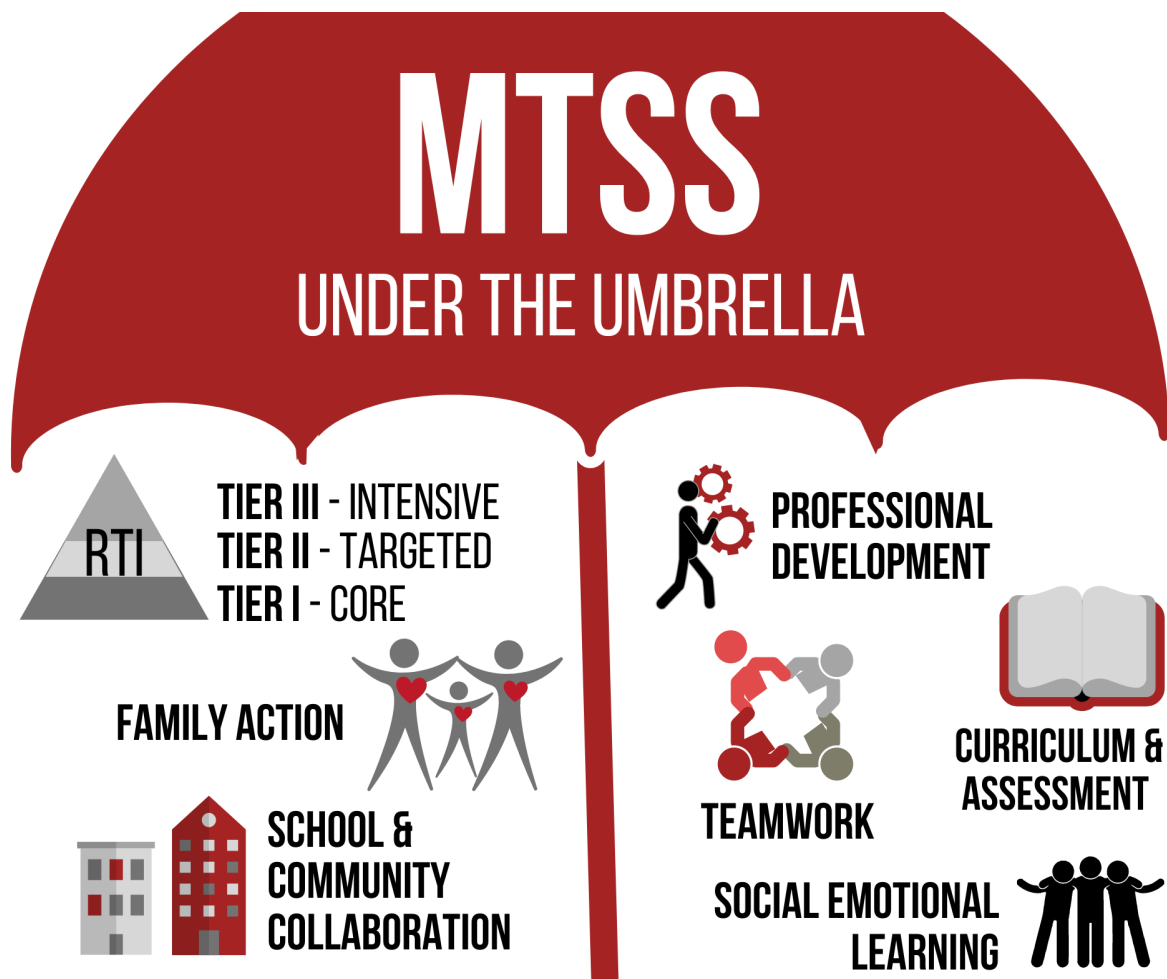 MTSS
UNDER THE UMBRELLA
RTI
TIER III - INTENSIVE
TIER II - TARGETED
TIER I - CORE
FAMILY ACTION
SCHOOL &
COMMUNITY
COLLABORATION
PROFESSIONAL
DEVELOPMENT
CURRICULUM &
ASSESSMENT
TEAMWORK
SOCIAL EMOTIONAL
LEARNING